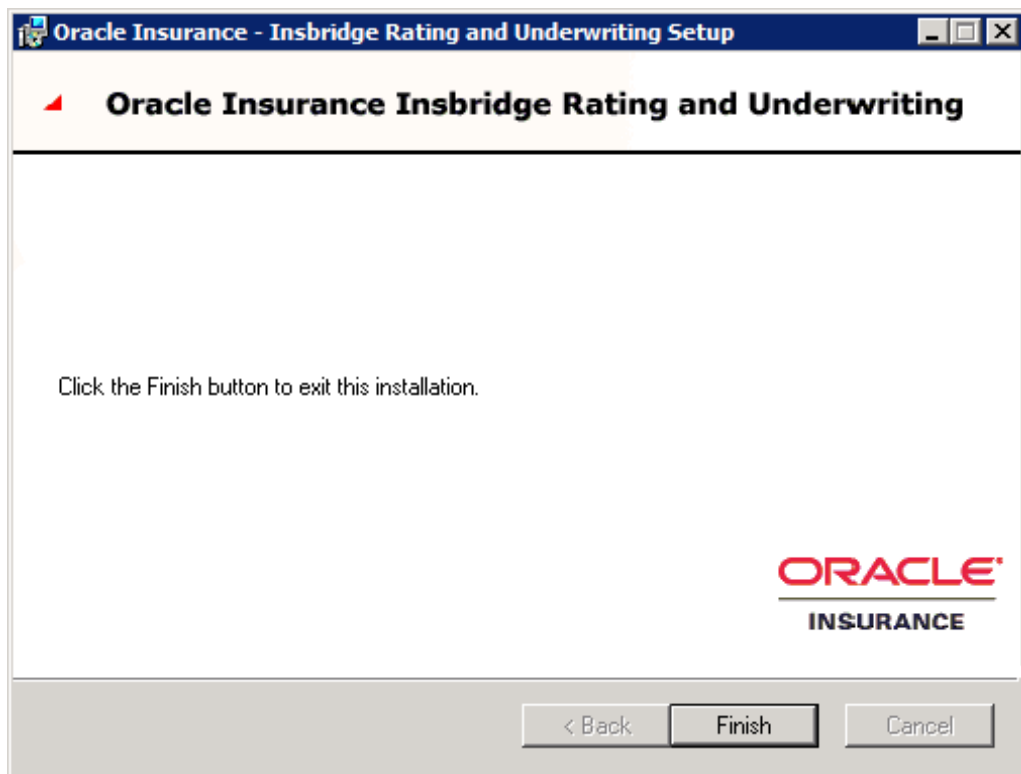 Oracle Insurance - Insbridge Rating and Underwriting Setup
Oracle Insurance Insbridge Rating and Underwriting
Click the Finish button to exit this installation.
ORACLE
INSURANCE
< Back
Finish
Cancel